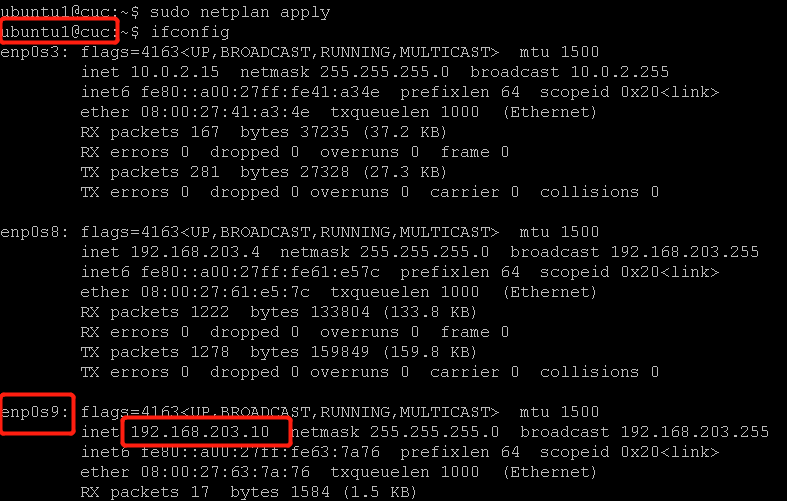 ubuntu1@cuc:~$ sudo netplan apply
ubuntu1@cuc:~$ ifconfig
enp0s3: flags=4163<UP,BROADCAST,RUNNING,MULTICAST>  mtu 1500
        inet 10.0.2.15  netmask 255.255.255.0  broadcast 10.0.2.255
        inet6 fe80::a00:27ff:fe41:a34e  prefixlen 64  scopeid 0x20<link>
        ether 08:00:27:41:a3:4e  txqueuelen 1000  (Ethernet)
        RX packets 167  bytes 37235 (37.2 KB)
        RX errors 0  dropped 0  overruns 0  frame 0
        TX packets 281  bytes 27328 (27.3 KB)
        TX errors 0  dropped 0 overruns 0  carrier 0  collisions 0

enp0s8: flags=4163<UP,BROADCAST,RUNNING,MULTICAST>  mtu 1500
        inet 192.168.203.4  netmask 255.255.255.0  broadcast 192.168.203.255
        inet6 fe80::a00:27ff:fe61:e57c  prefixlen 64  scopeid 0x20<link>
        ether 08:00:27:61:e5:7c  txqueuelen 1000  (Ethernet)
        RX packets 1222  bytes 133804 (133.8 KB)
        RX errors 0  dropped 0  overruns 0  frame 0
        TX packets 1278  bytes 159849 (159.8 KB)
        TX errors 0  dropped 0 overruns 0  carrier 0  collisions 0

enp0s9: flags=4163<UP,BROADCAST,RUNNING,MULTICAST>  mtu 1500
        inet 192.168.203.10  netmask 255.255.255.0  broadcast 192.168.203.255
        inet6 fe80::a00:27ff:fe63:7a76  prefixlen 64  scopeid 0x20<link>
        ether 08:00:27:63:7a:76  txqueuelen 1000  (Ethernet)
        RX packets 17  bytes 1584 (1.5 KB)